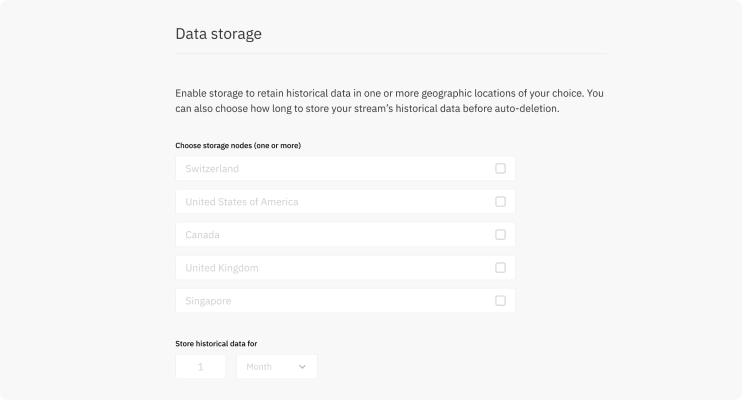 Data storage
Enable storage to retain historical data in one or more geographic locations of your choice. You
can also choose how long to store your stream's historical data before auto-deletion.
Choose storage nodes (one or more)
Switzerland
United States of America
Canada
United Kingdom
Singapore
Store historical data for
1 Month